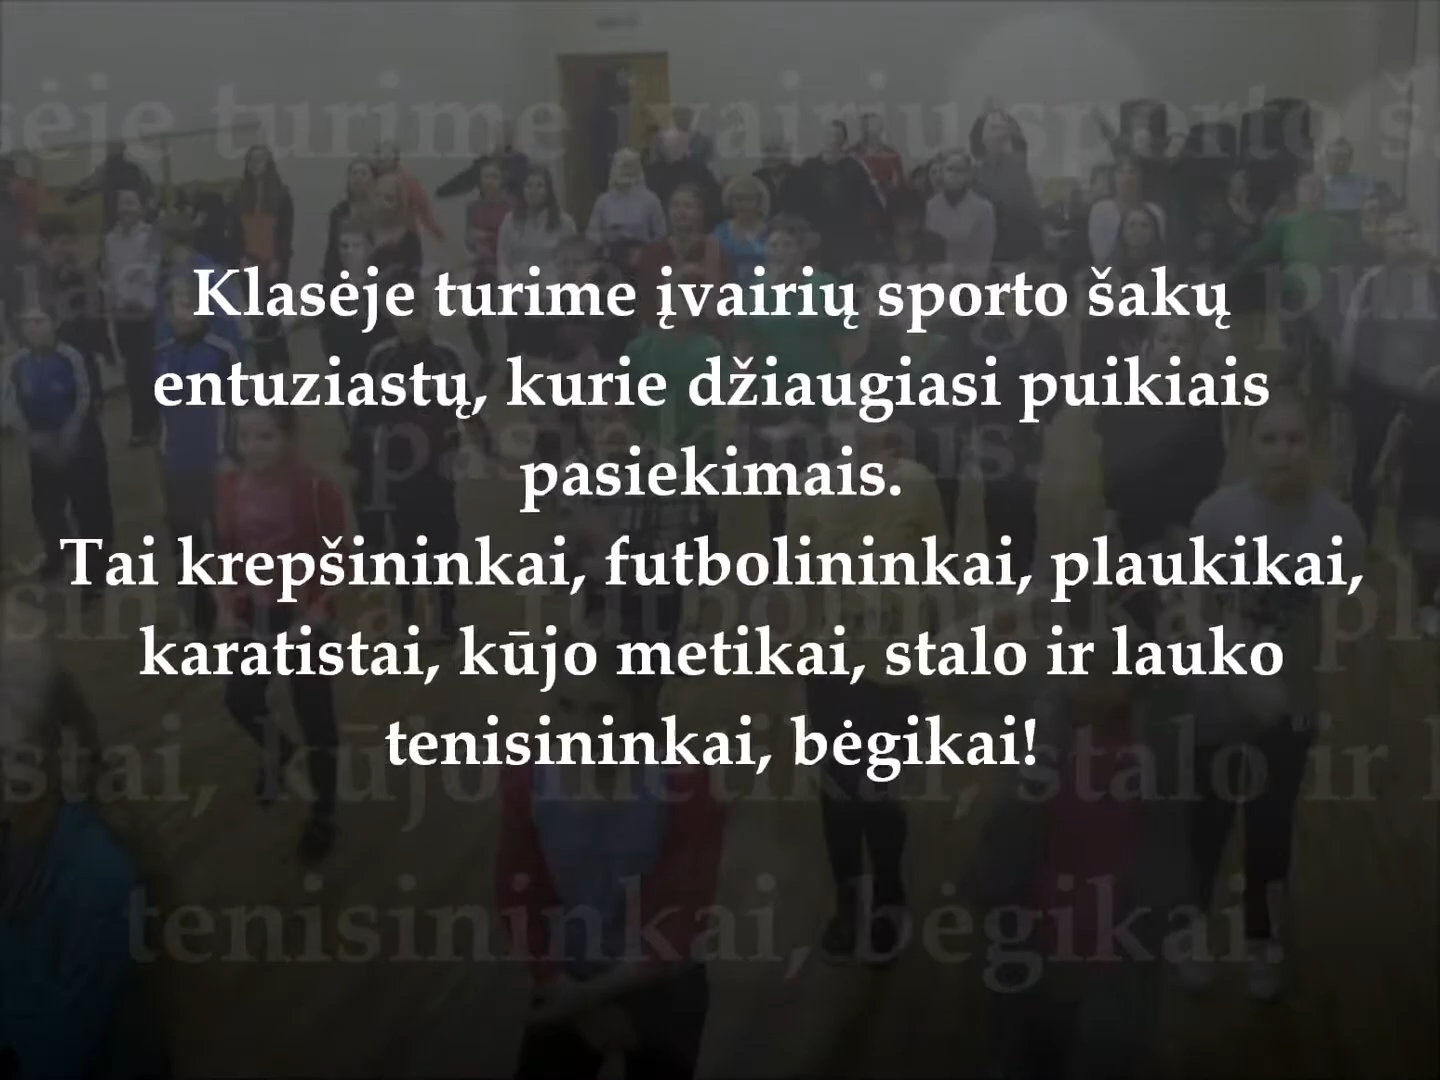 Klasėje turime įvairių sporto šakų
entuziastų, kurie džiaugiasi puikiais
pasiekimais.
Tai krepšininkai, futbolininkai, plaukikai,
karatistai, kūjo metikai, stalo ir lauko
tenisininkai, bėgikai!